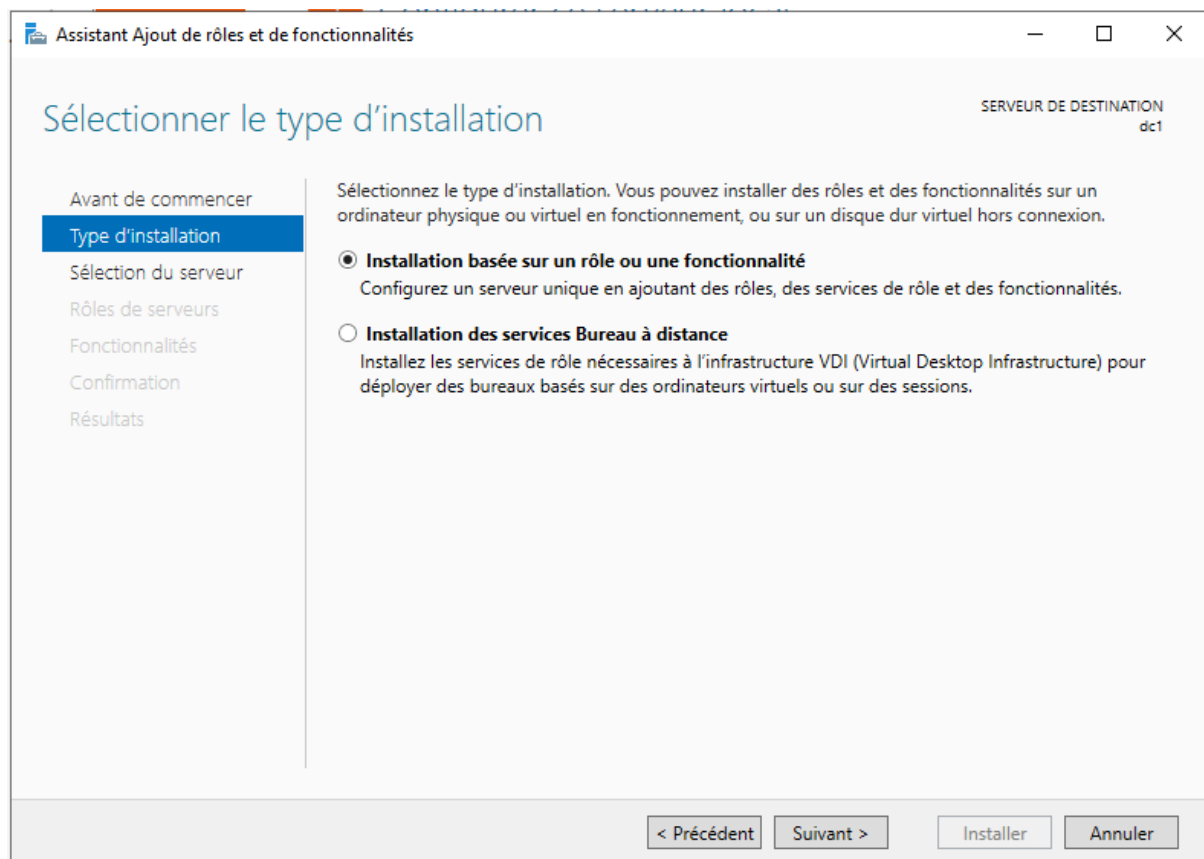 Assistant Ajout de rôles et de fonctionnalités
Sélectionner le type d’installation
SERVEUR DE DESTINATION
dc1
Avant de commencer
Type d’installation
Sélection du serveur
Rôles de serveurs
Fonctionnalités
Confirmation
Résultats
Sélectionnez le type d’installation. Vous pouvez installer des rôles et des fonctionnalités sur un
ordinateur physique ou virtuel en fonctionnement, ou sur un disque dur virtuel hors connexion.
Installation basée sur un rôle ou une fonctionnalité
Configurez un serveur unique en ajoutant des rôles, des services de rôle et des fonctionnalités.
Installation des services Bureau à distance
Installez les services de rôle nécessaires à l’infrastructure VDI (Virtual Desktop Infrastructure) pour
déployer des bureaux basés sur des ordinateurs virtuels ou sur des sessions.
< Précédent
Suivant >
Installer
Annuler